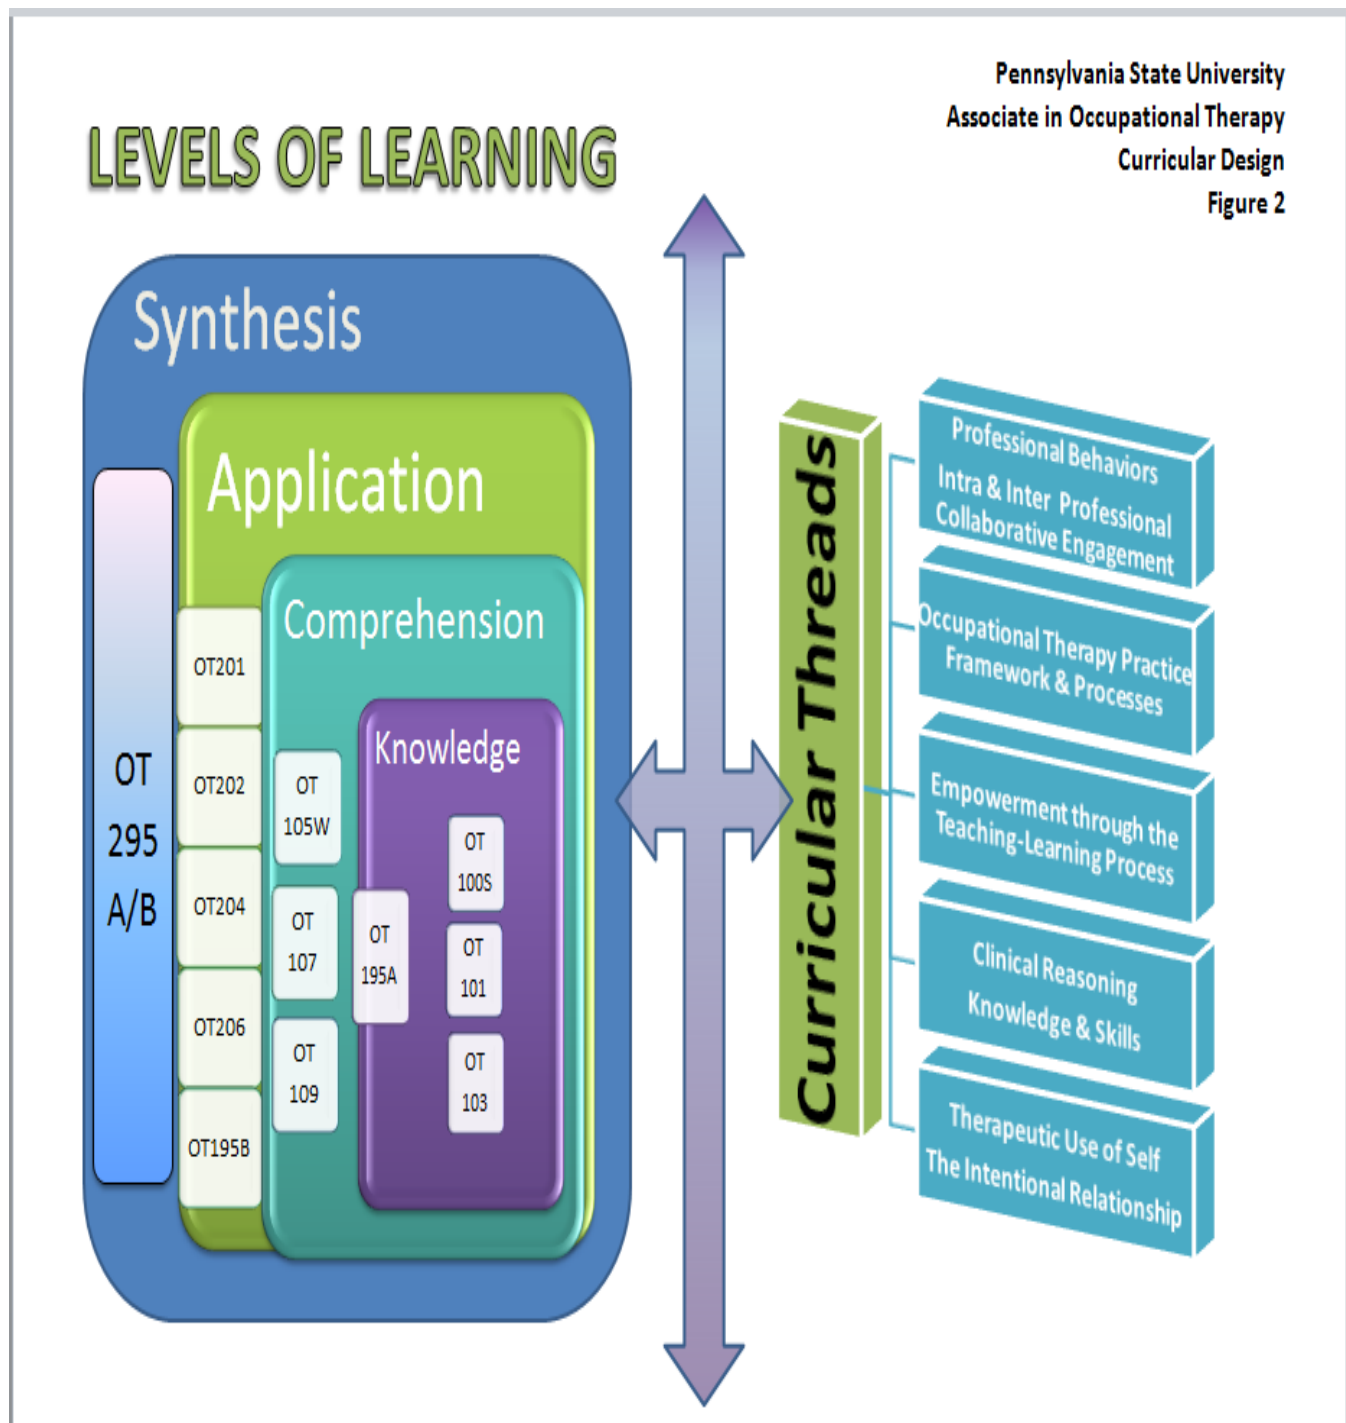 Pennsylvania State University
Associate in Occupational Therapy
Curricular Design
Figure 2
LEVELS OF LEARNING
Synthesis
Application
Comprehension
Knowledge
OT
295
A/B
OT201
OT202
OT204
OT206
OT195B
OT
105W
OT
107
OT
109
OT
195A
OT
100S
OT
101
OT
103
Curricular Threads
Professional Behaviors
Intra & Inter Professional
Collaborative Engagement
Occupational Therapy Practice
Framework & Processes
Empowerment through the
Teaching-Learning Process
Clinical Reasoning
Knowledge & Skills
Therapeutic Use of Self
The Intentional Relationship